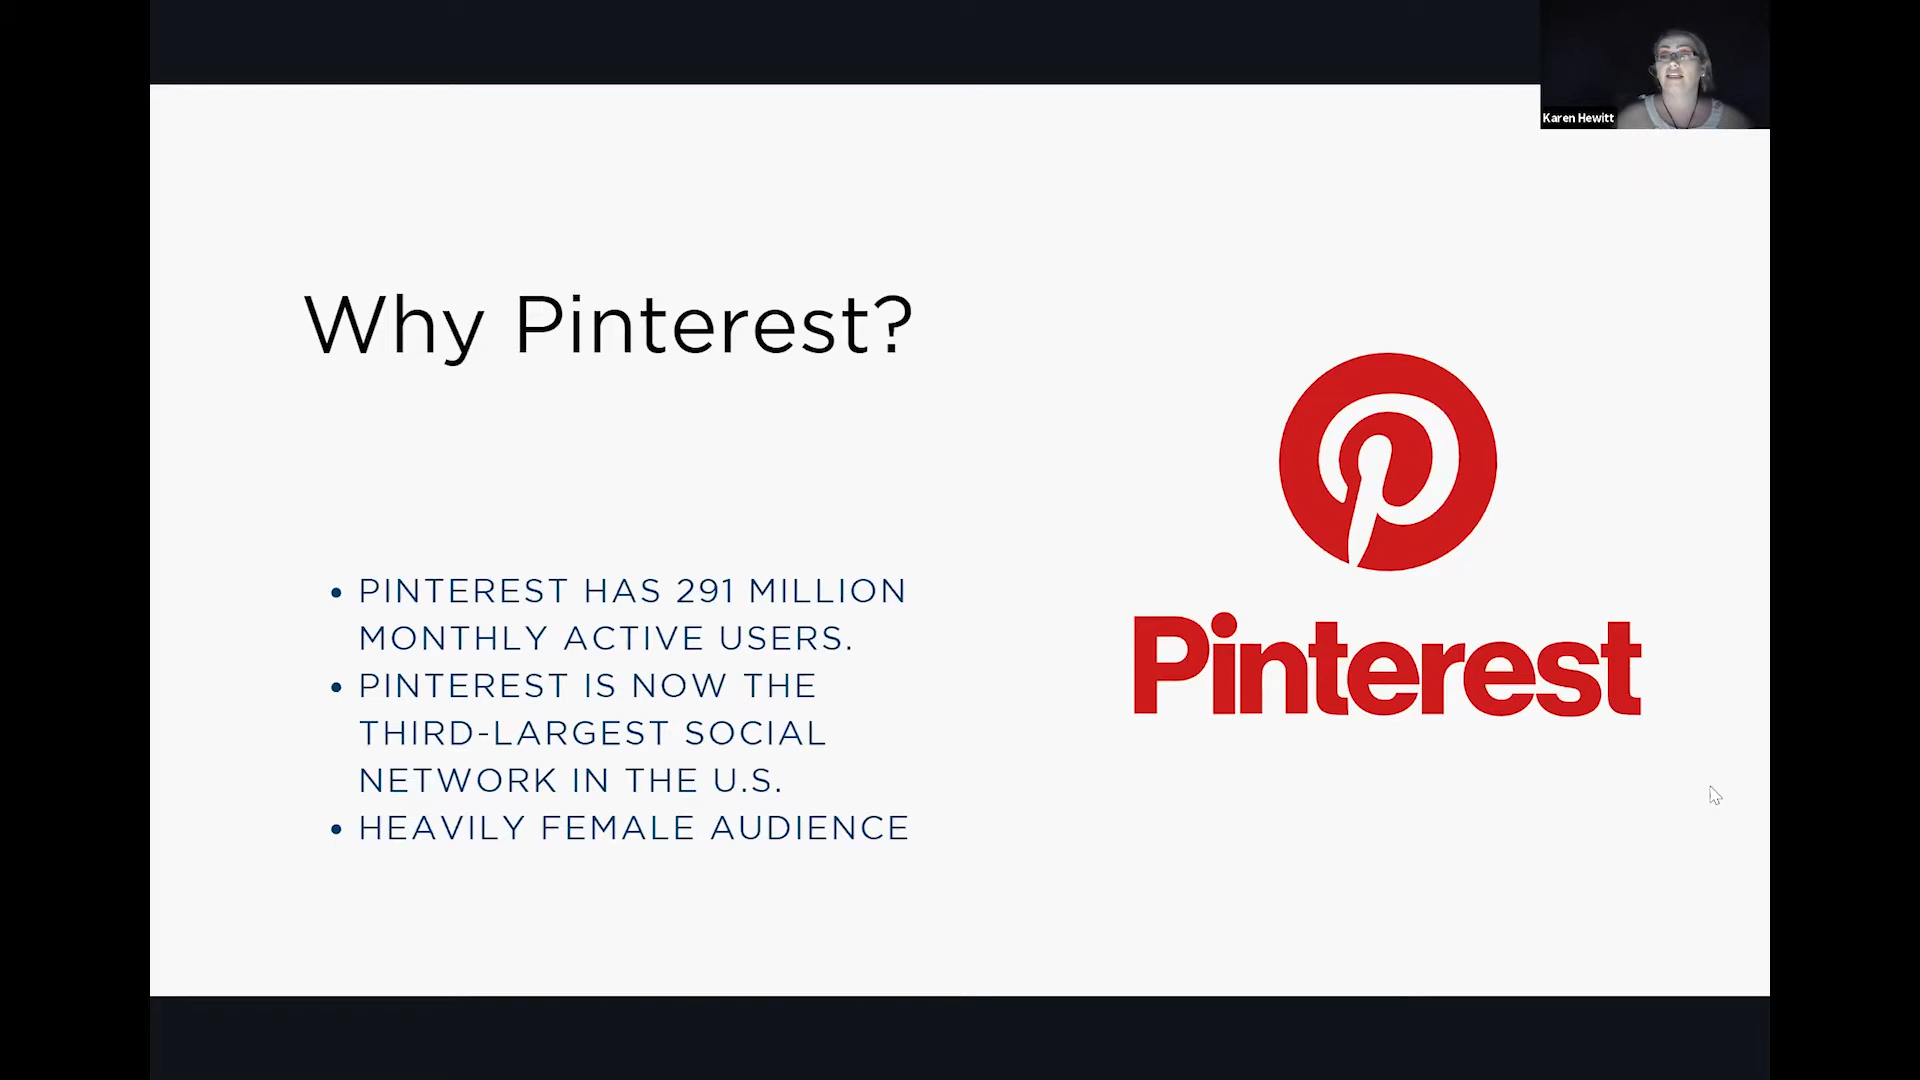 Karen Hewitt
Why Pinterest?
• PINTEREST HAS 291 MILLION
MONTHLY ACTIVE USERS.
• PINTEREST IS NOW THE
THIRD-LARGEST SOCIAL
NETWORK IN THE U.S.
• HEAVILY FEMALE AUDIENCE
Pinterest